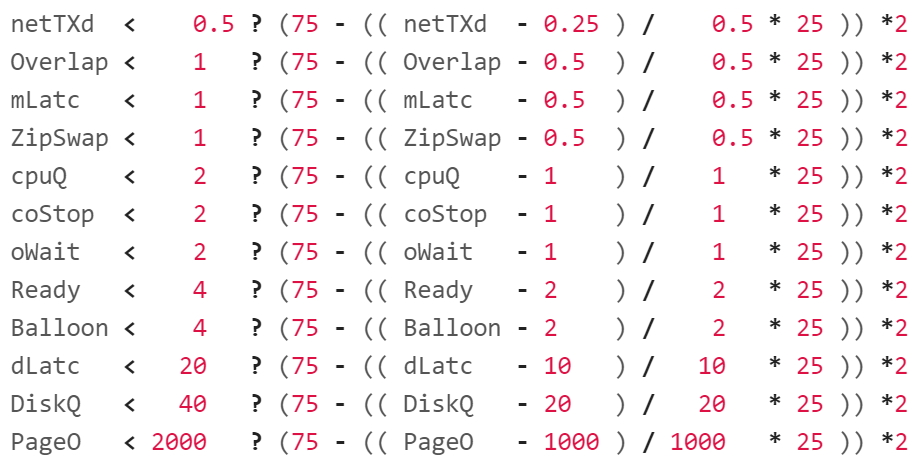 netTXd  <    0.5 ? (75 - (( netTXd  - 0.25 ) /    0.5 * 25 )) *2
Overlap <    1   ? (75 - (( Overlap - 0.5  ) /    0.5 * 25 )) *2
mLatc   <    1   ? (75 - (( mLatc   - 0.5  ) /    0.5 * 25 )) *2
ZipSwap <    1   ? (75 - (( ZipSwap - 0.5  ) /    0.5 * 25 )) *2
cpuQ    <    2   ? (75 - (( cpuQ    - 1    ) /    1   * 25 )) *2
coStop  <    2   ? (75 - (( coStop  - 1    ) /    1   * 25 )) *2
oWait   <    2   ? (75 - (( oWait   - 1    ) /    1   * 25 )) *2
Ready   <    4   ? (75 - (( Ready   - 2    ) /    2   * 25 )) *2
Balloon <    4   ? (75 - (( Balloon - 2    ) /    2   * 25 )) *2
dLatc   <   20   ? (75 - (( dLatc   - 10   ) /   10   * 25 )) *2
DiskQ   <   40   ? (75 - (( DiskQ   - 20   ) /   20   * 25 )) *2
PageO   < 2000   ? (75 - (( PageO   - 1000 ) / 1000   * 25 )) *2